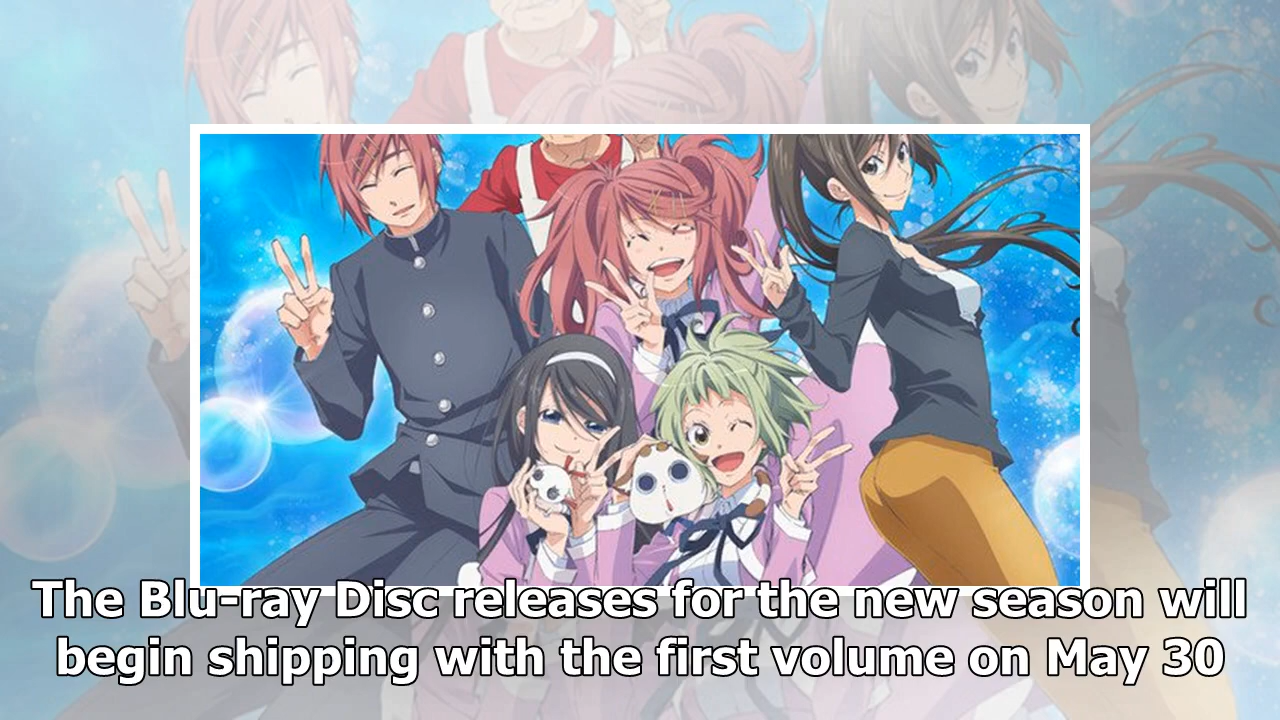 The Blu-ray Disc releases for the new season will
begin shipping with the first volume on May 30